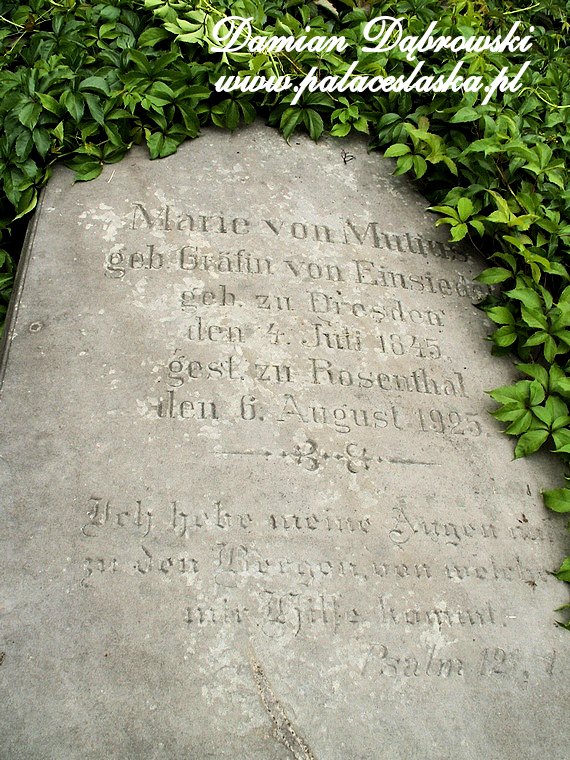 Damian Dąbrowski
www.palaceslaska.pl
Marie von Mutius
geb. Gräfin von Einsiedel
geb. zu Dresden
den 4. Juli 1845.
gest. zu Rosenthal
den 6. August 1925.
Ich hebe meine Augen auf
zu den Bergen, von welchen
mir Hilfe kommt.
Psalm 121, 1.